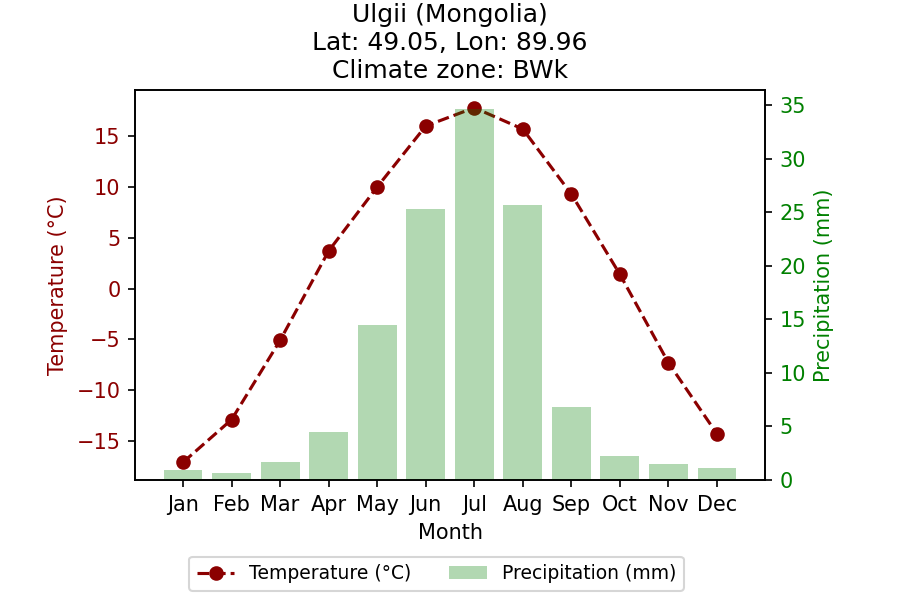 Ulgii (Mongolia)
Lat: 49.05, Lon: 89.96
Climate zone: BWk
Temperature (°C)
15
10
5
0
−5
−10
−15
35
30
25
20
15
10
5
0
Precipitation (mm)
Jan Feb Mar Apr May Jun Jul Aug Sep Oct Nov Dec
Month
Temperature (°C) Precipitation (mm)